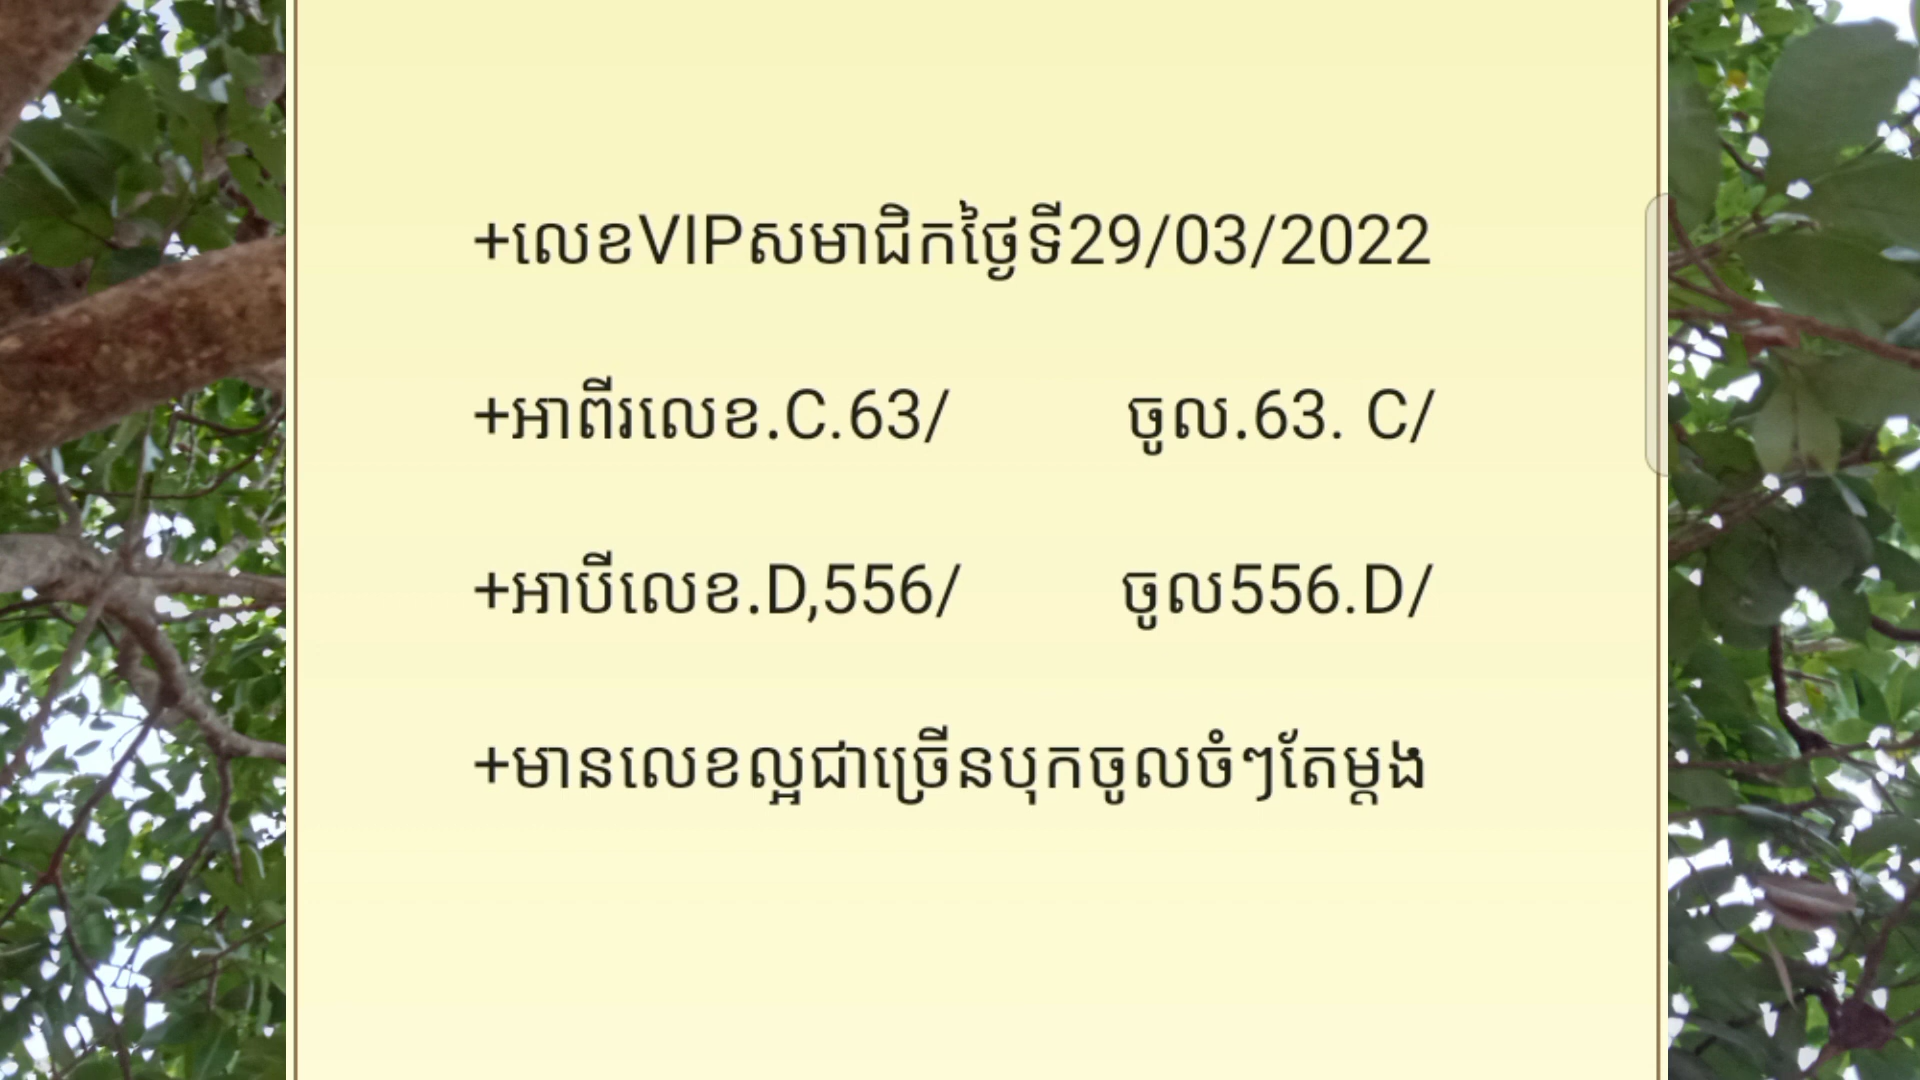 +លេខVIPសមាជិកថ្ងៃទី29/03/2022
+អាពីរលេខ.C.63/ ចូល.63. C/
+អាបីលេខ.D,556/ ចូល556.D/
+មានលេខល្អជាច្រើនបុកចូលចំៗតែម្តង